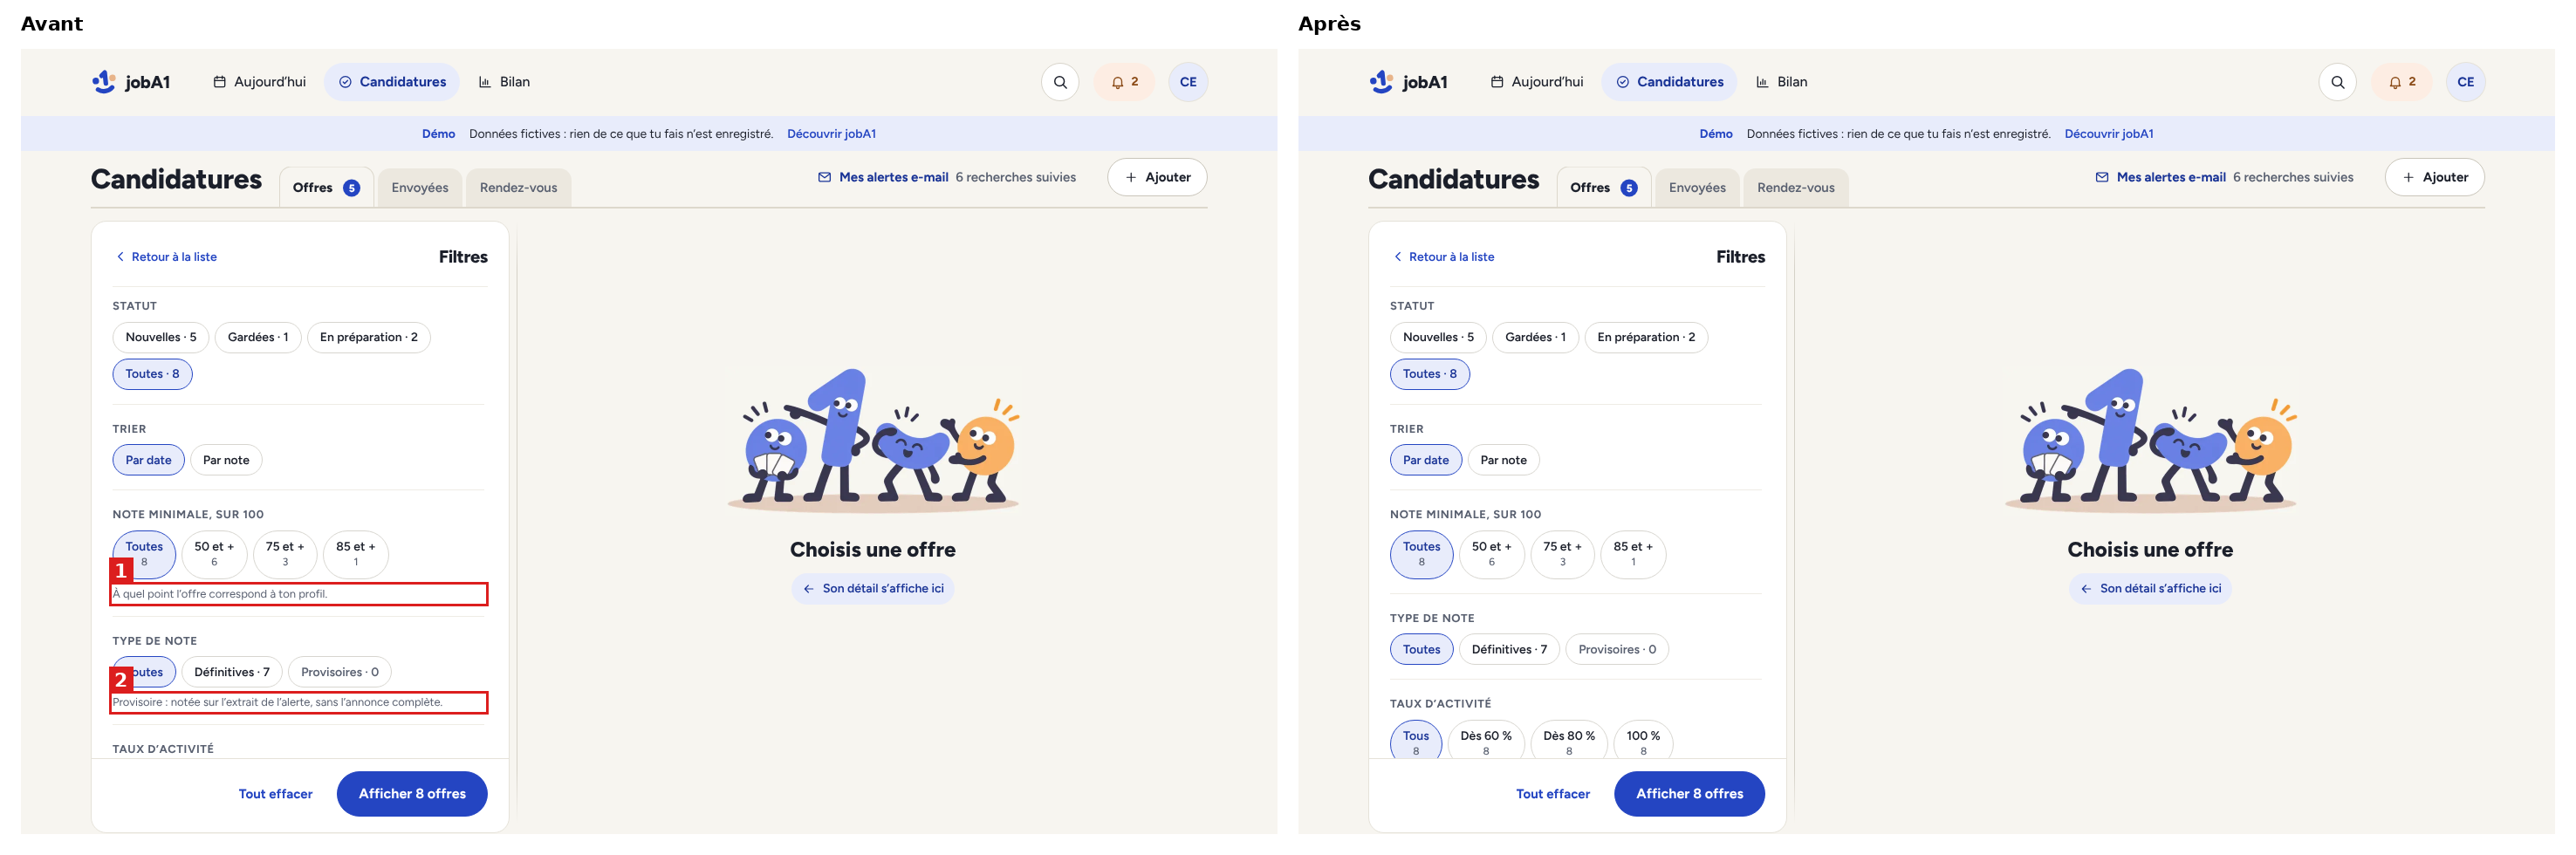 Avant
jobA1
Aujourd'hui
Candidatures
Bilan
2
CE
Démo Données fictives : rien de ce que tu fais n'est enregistré. Découvrir jobA1
Candidatures
Offres 5
Envoyées
Rendez-vous
Mes alertes e-mail 6 recherches suivies
+ Ajouter
Retour à la liste
Filtres
STATUT
Nouvelles · 5
Gardées · 1
En préparation · 2
Toutes · 8
TRIER
Par date
Par note
NOTE MINIMALE, SUR 100
Toutes
8
50 et +
6
75 et +
3
85 et +
1
1
À quel point l'offre correspond à ton profil.
TYPE DE NOTE
outes
Définitives · 7
Provisoires · 0
2
Provisoire : notée sur l'extrait de l'alerte, sans l'annonce complète.
TAUX D'ACTIVITÉ
Tout effacer
Afficher 8 offres
Choisis une offre
← Son détail s'affiche ici
Après
jobA1
Aujourd'hui
Candidatures
Bilan
2
CE
Démo Données fictives : rien de ce que tu fais n'est enregistré. Découvrir jobA1
Candidatures
Offres 5
Envoyées
Rendez-vous
Mes alertes e-mail 6 recherches suivies
+ Ajouter
Retour à la liste
Filtres
STATUT
Nouvelles · 5
Gardées · 1
En préparation · 2
Toutes · 8
TRIER
Par date
Par note
NOTE MINIMALE, SUR 100
Toutes
8
50 et +
6
75 et +
3
85 et +
1
TYPE DE NOTE
Toutes
Définitives · 7
Provisoires · 0
TAUX D'ACTIVITÉ
Tous
8
Dès 60 %
8
Dès 80 %
8
100 %
8
Tout effacer
Afficher 8 offres
Choisis une offre
← Son détail s'affiche ici